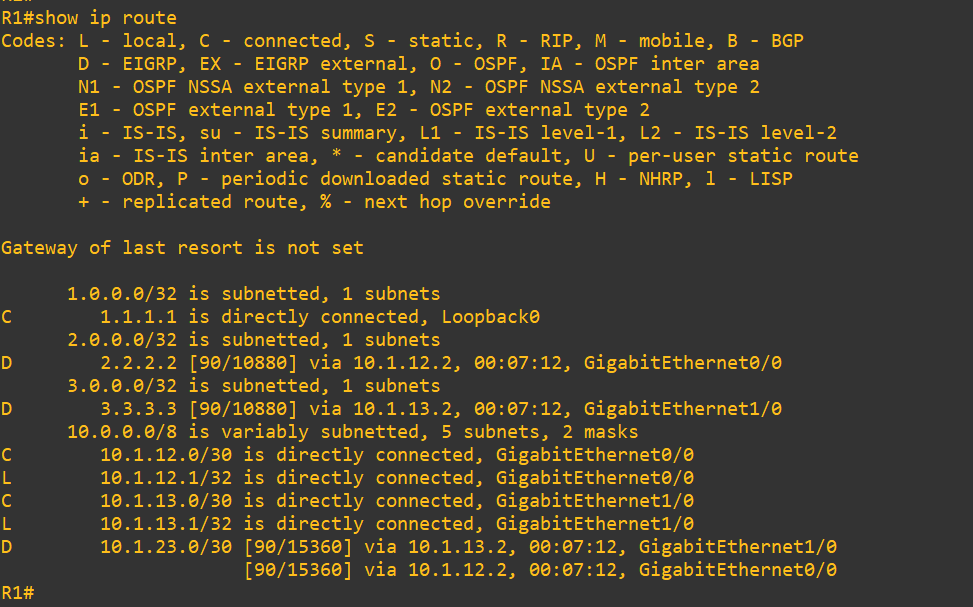 R1#show ip route
Codes: L - local, C - connected, S - static, R - RIP, M - mobile, B - BGP
       D - EIGRP, EX - EIGRP external, O - OSPF, IA - OSPF inter area
       N1 - OSPF NSSA external type 1, N2 - OSPF NSSA external type 2
       E1 - OSPF external type 1, E2 - OSPF external type 2
       i - IS-IS, su - IS-IS summary, L1 - IS-IS level-1, L2 - IS-IS level-2
       ia - IS-IS inter area, * - candidate default, U - per-user static route
       o - ODR, P - periodic downloaded static route, H - NHRP, l - LISP
       + - replicated route, % - next hop override
Gateway of last resort is not set
      1.0.0.0/32 is subnetted, 1 subnets
C        1.1.1.1 is directly connected, Loopback0
      2.0.0.0/32 is subnetted, 1 subnets
D        2.2.2.2 [90/10880] via 10.1.12.2, 00:07:12, GigabitEthernet0/0
      3.0.0.0/32 is subnetted, 1 subnets
D        3.3.3.3 [90/10880] via 10.1.13.2, 00:07:12, GigabitEthernet1/0
      10.0.0.0/8 is variably subnetted, 5 subnets, 2 masks
C        10.1.12.0/30 is directly connected, GigabitEthernet0/0
L        10.1.12.1/32 is directly connected, GigabitEthernet0/0
C        10.1.13.0/30 is directly connected, GigabitEthernet1/0
L        10.1.13.1/32 is directly connected, GigabitEthernet1/0
D        10.1.23.0/30 [90/15360] via 10.1.13.2, 00:07:12, GigabitEthernet1/0
                      [90/15360] via 10.1.12.2, 00:07:12, GigabitEthernet0/0
R1#